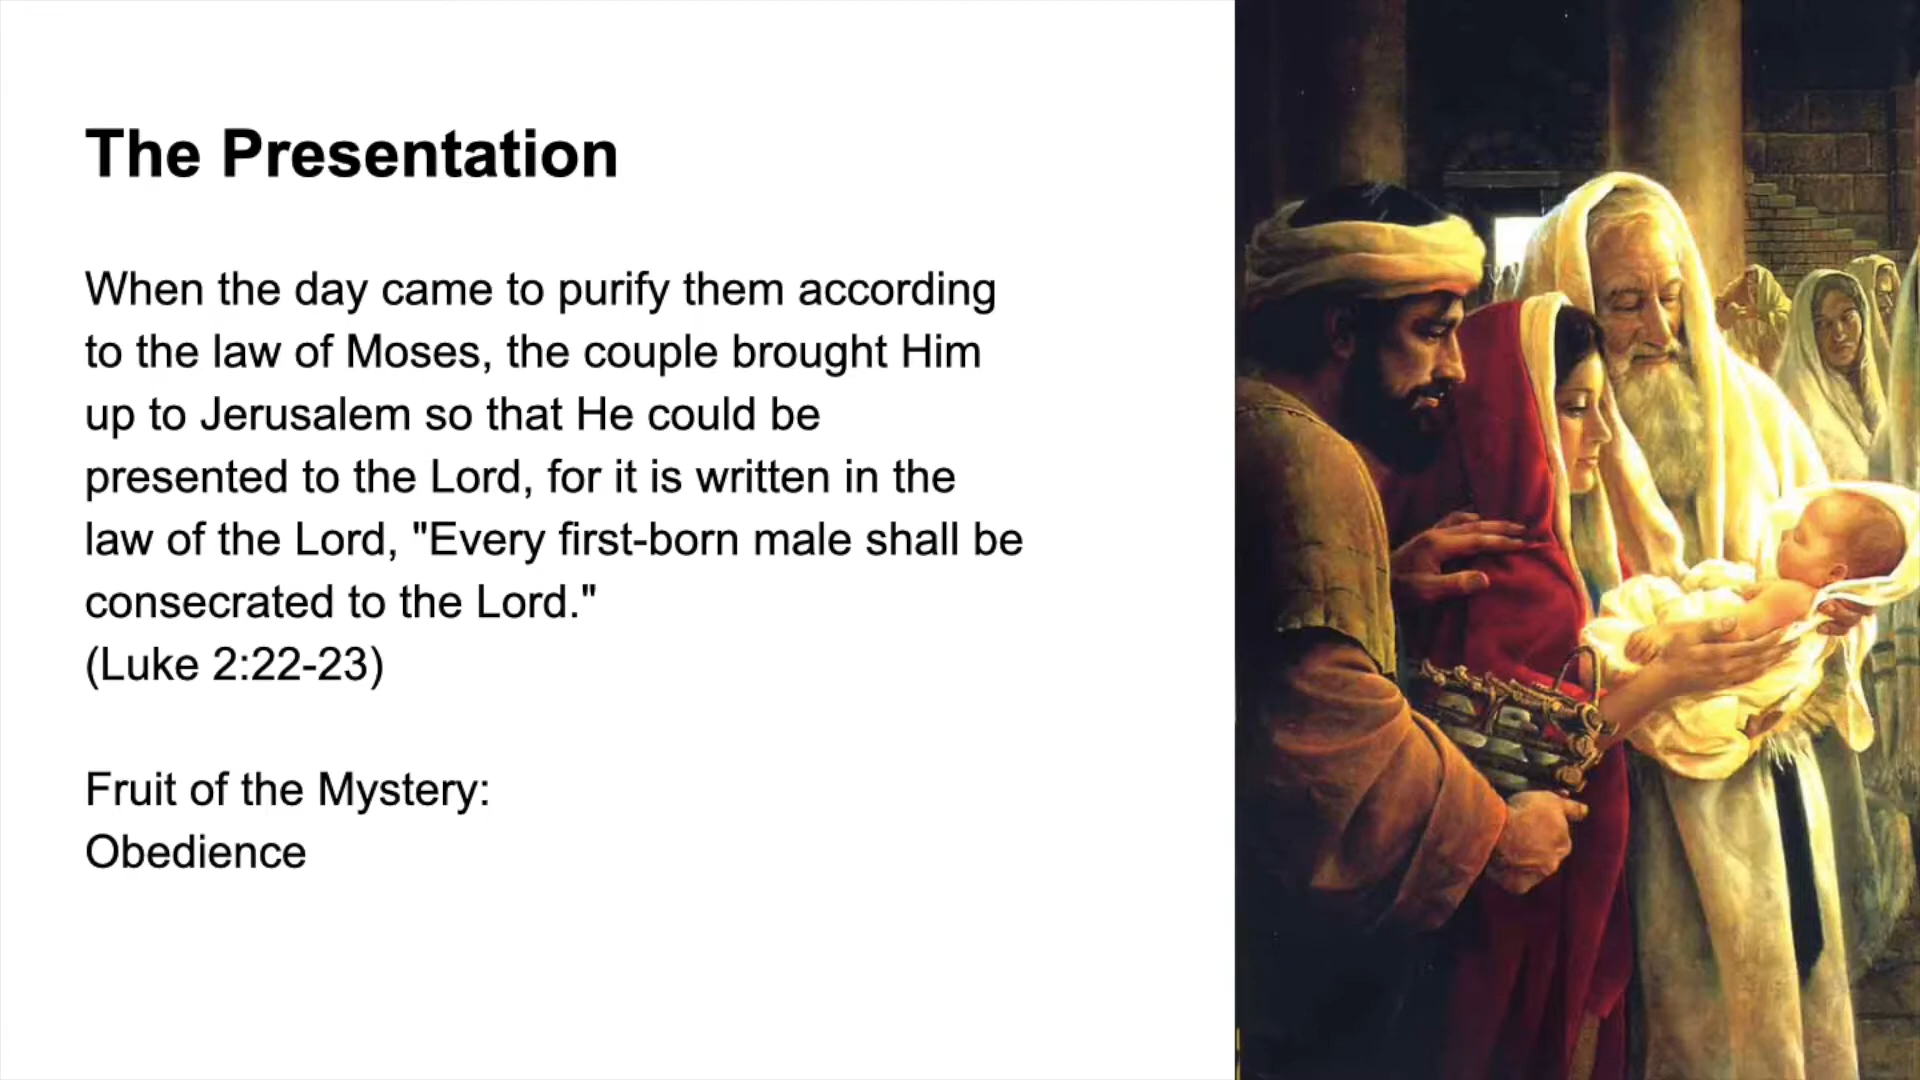 The Presentation
When the day came to purify them according
to the law of Moses, the couple brought Him
up to Jerusalem so that He could be
presented to the Lord, for it is written in the
law of the Lord, "Every first-born male shall be
consecrated to the Lord."
(Luke 2:22-23)
Fruit of the Mystery:
Obedience